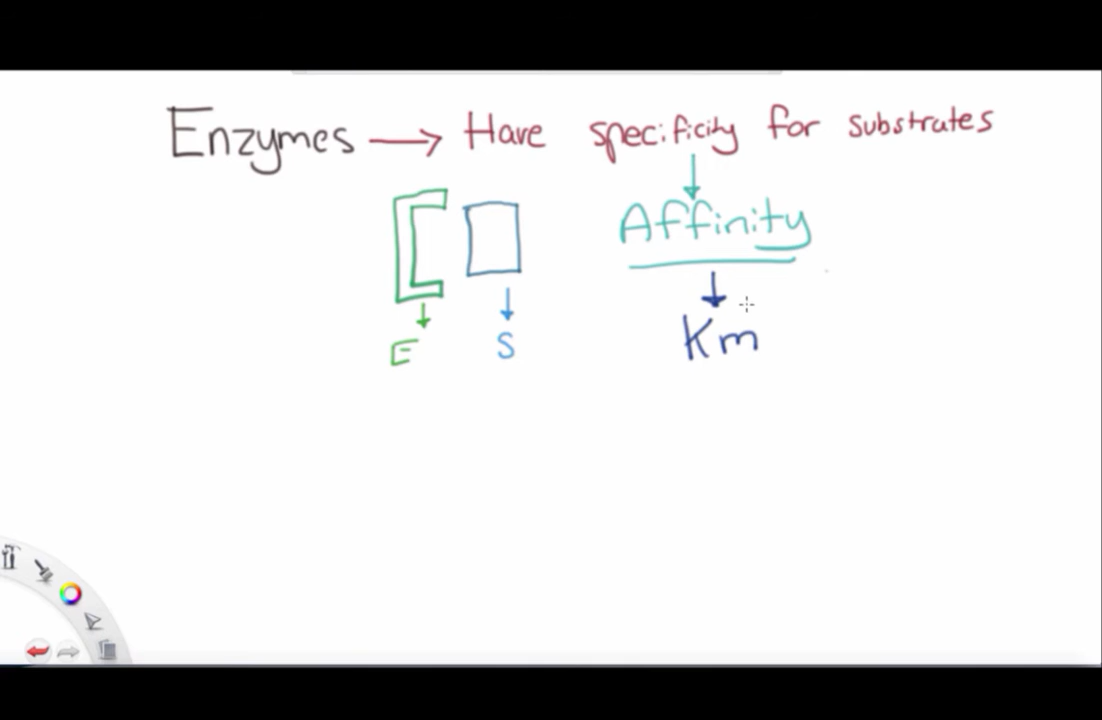 Enzymes → Have specificity for substrates
Affinity
Km
E
S